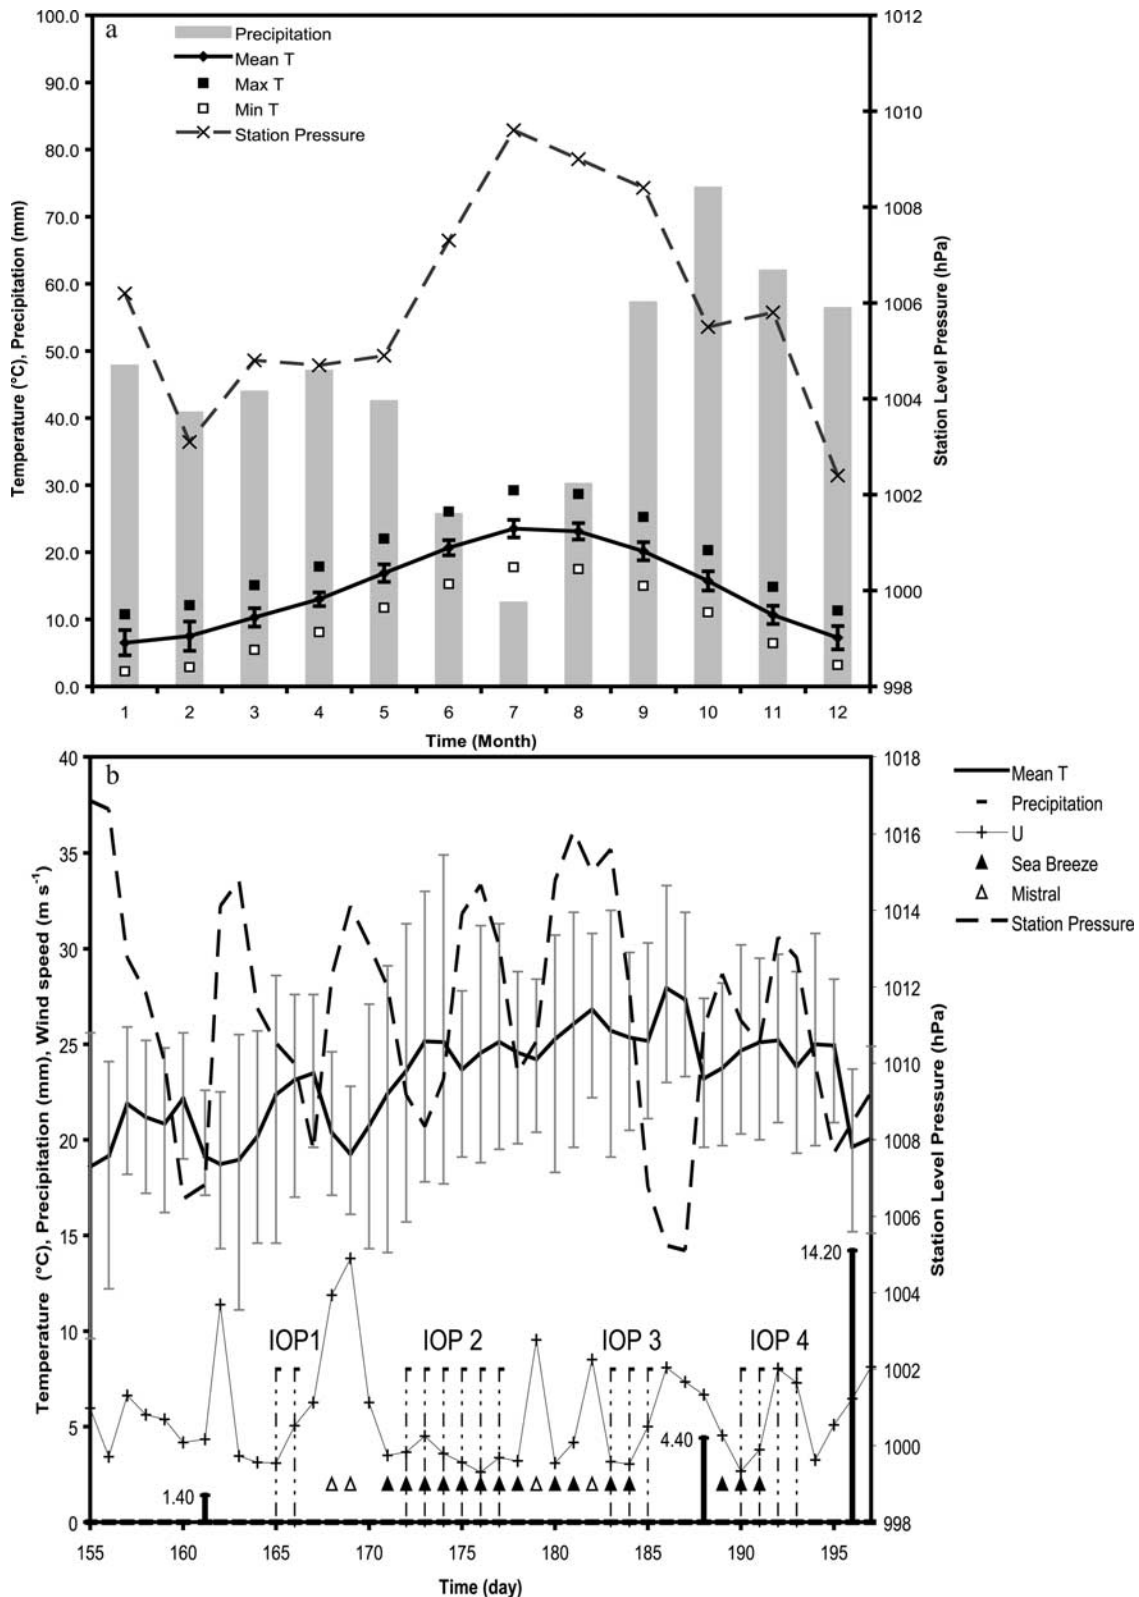 a
Precipitation
Mean T
Max T
Min T
Station Pressure
100.0
90.0
80.0
70.0
60.0
50.0
40.0
30.0
20.0
10.0
0.0
Temperature (°C), Precipitation (mm)
1012
1010
1008
1006
1004
1002
1000
998
Station Level Pressure (hPa)
1 2 3 4 5 6 7 8 9 10 11 12
Time (Month)
b
Mean T
Precipitation
U
Sea Breeze
Mistral
Station Pressure
40
35
30
25
20
15
10
5
0
Temperature (°C), Precipitation (mm), Wind speed (m s-1)
1018
1016
1014
1012
1010
1008
1006
1004
1002
1000
998
Station Level Pressure (hPa)
14.20
IOP1 IOP 2 IOP 3 IOP 4
4.40
1.40
155 160 165 170 175 180 185 190 195
Time (day)